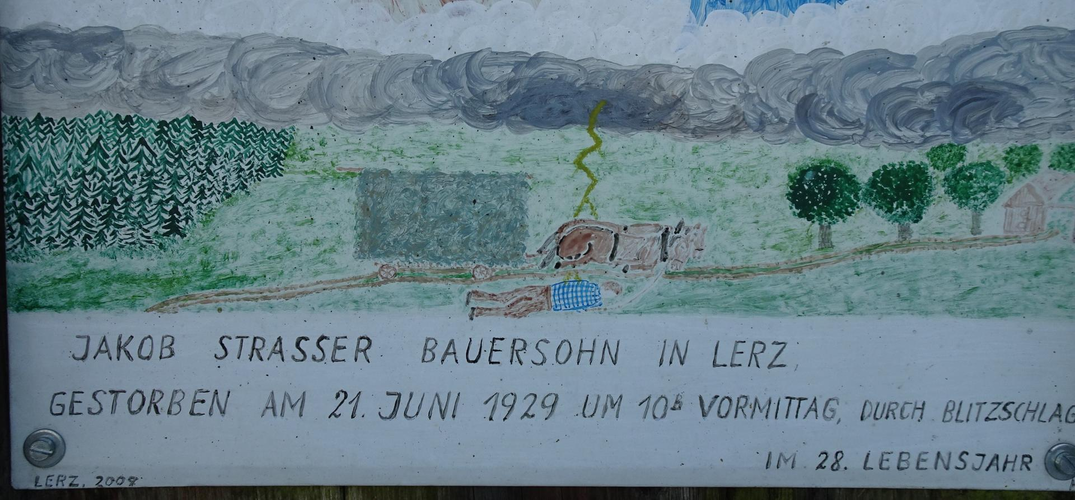 JAKOB STRASSER BAUERSOHN IN LERZ,
GESTORBEN AM 21. JUNI 1929 UM 10h VORMITTAG, DURCH BLITZSCHLAG
IM 28. LEBENSJAHR
LERZ, 2008